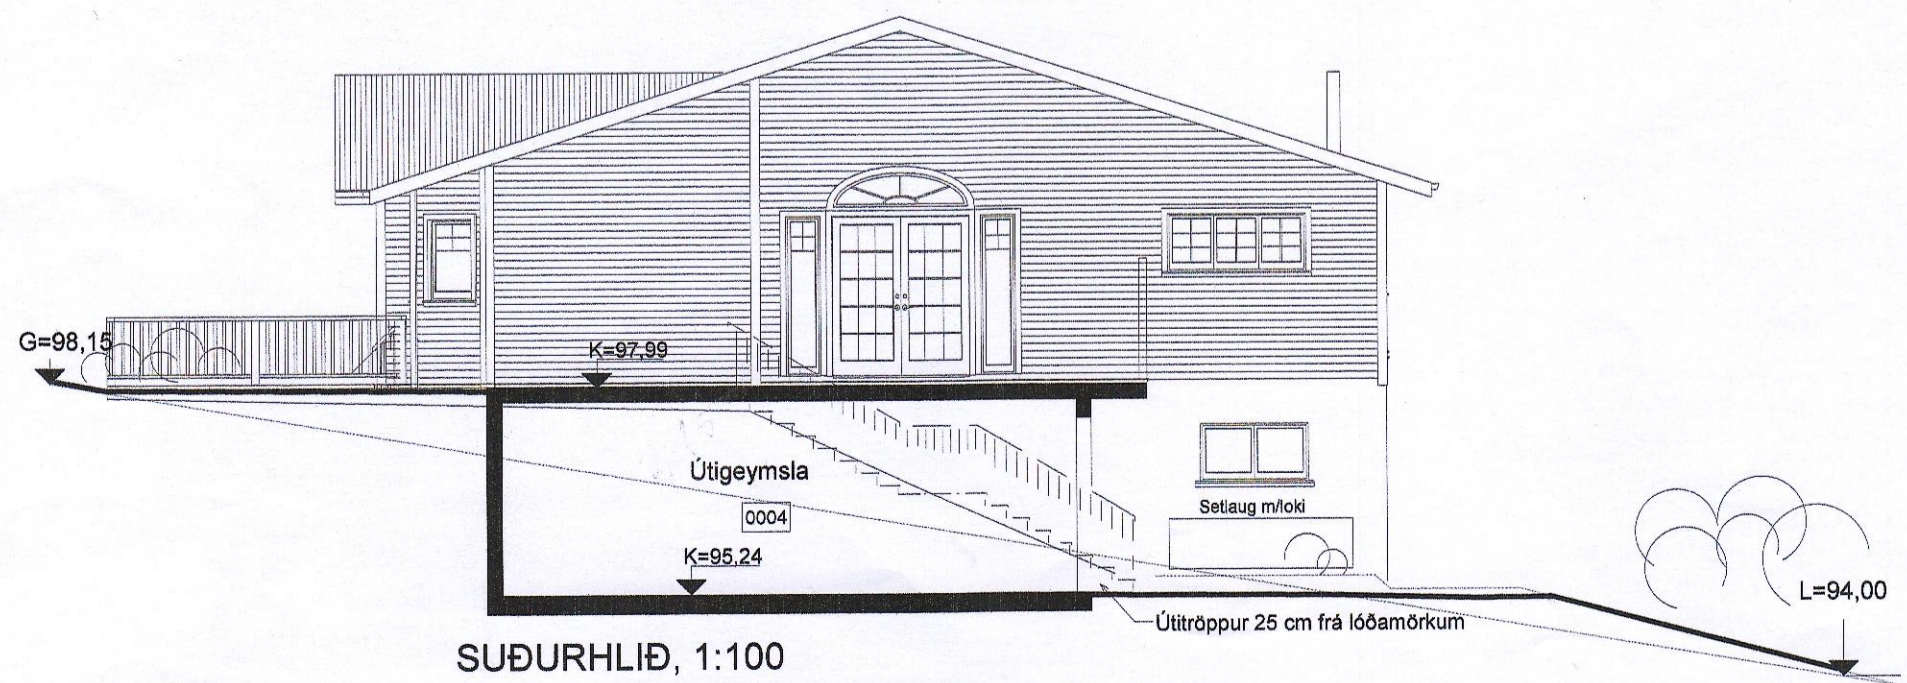 G=98,15
K=97,99
Útigeymsla
0004
Setlaug m/loki
K=95,24
L=94,00
Útitröppur 25 cm frá lóðamörkum
SUÐURHLIÐ, 1:100